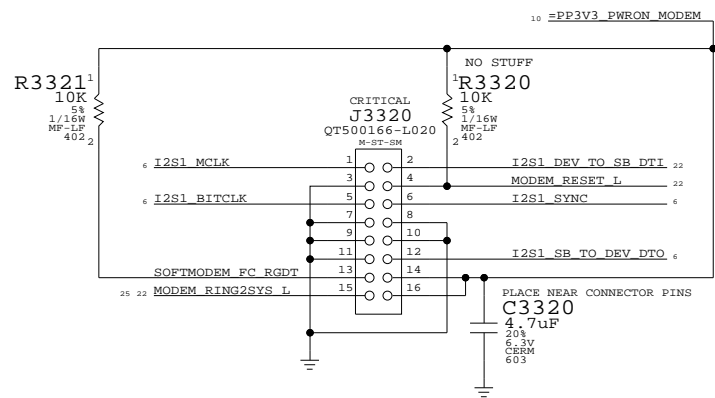 10 =PP3V3_PWRON_MODEM
NO STUFF
R3321 1
10K
5%
1/16W
MF-LF
402 2
1 R3320
10K
5%
1/16W
MF-LF
2 402
CRITICAL
J3320
QT500166-L020
M-ST-SM
6 I2S1_MCLK 1 2 I2S1_DEV_TO_SB_DTI 22
3 4 MODEM_RESET_L 22
6 I2S1_BITCLK 5 6 I2S1_SYNC 6
7 8
9 10
11 12 I2S1_SB_TO_DEV_DTO 6
SOFTMODEM_FC_RGDT 13 14
25 22 MODEM_RING2SYS_L 15 16
PLACE NEAR CONNECTOR PINS
C3320
4.7uF
20%
6.3V
CERM
603